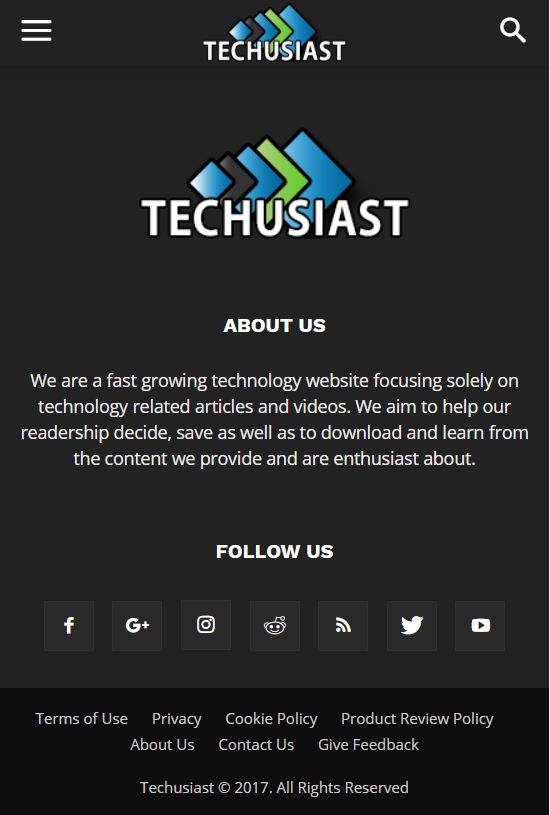 TECHUSIAST
TECHUSIAST
ABOUT US
We are a fast growing technology website focusing solely on
technology related articles and videos. We aim to help our
readership decide, save as well as to download and learn from
the content we provide and are enthusiast about.
FOLLOW US
f G+
Terms of Use Privacy Cookie Policy Product Review Policy
About Us Contact Us Give Feedback
Techusiast © 2017. All Rights Reserved